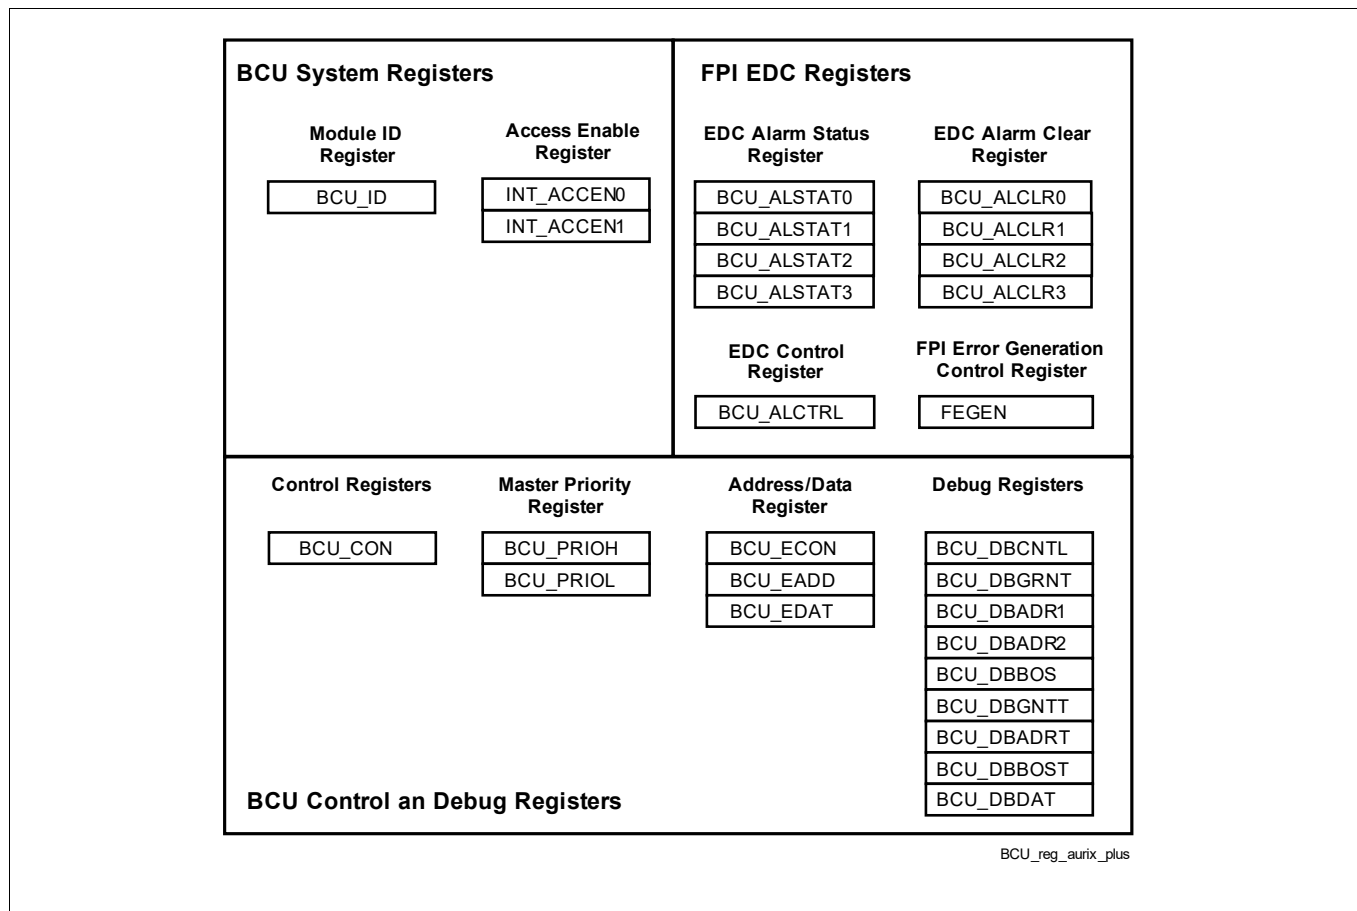 BCU System Registers
Module ID
Register
BCU_ID
Access Enable
Register
INT_ACCEN0
INT_ACCEN1
FPI EDC Registers
EDC Alarm Status
Register
BCU_ALSTAT0
BCU_ALSTAT1
BCU_ALSTAT2
BCU_ALSTAT3
EDC Alarm Clear
Register
BCU_ALCLR0
BCU_ALCLR1
BCU_ALCLR2
BCU_ALCLR3
EDC Control
Register
BCU_ALCTRL
FPI Error Generation
Control Register
FEGEN
Control Registers
BCU_CON
Master Priority
Register
BCU_PRIOH
BCU_PRIOL
Address/Data
Register
BCU_ECON
BCU_EADD
BCU_EDAT
Debug Registers
BCU_DBCNTL
BCU_DBGRNT
BCU_DBADR1
BCU_DBADR2
BCU_DBBOS
BCU_DBGNTT
BCU_DBADRT
BCU_DBBOST
BCU_DBDAT
BCU Control an Debug Registers
BCU_reg_aurix_plus